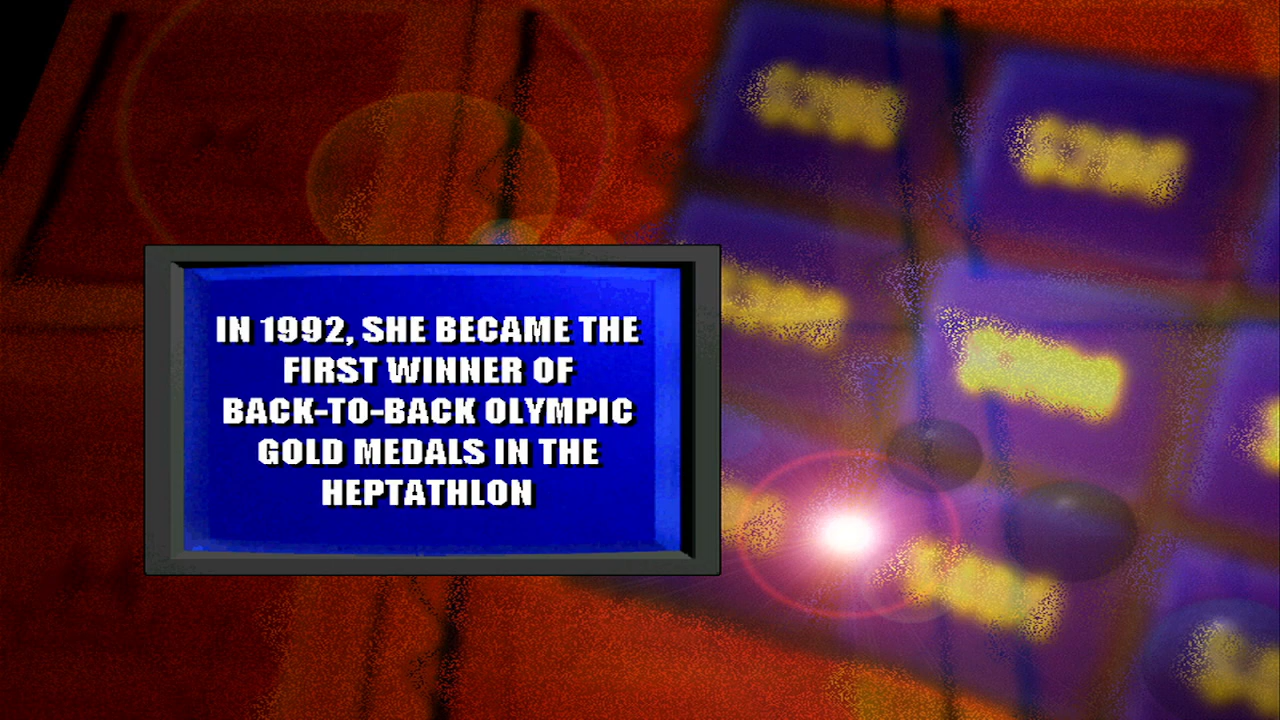 IN 1992, SHE BECAME THE
FIRST WINNER OF
BACK-TO-BACK OLYMPIC
GOLD MEDALS IN THE
HEPTATHLON